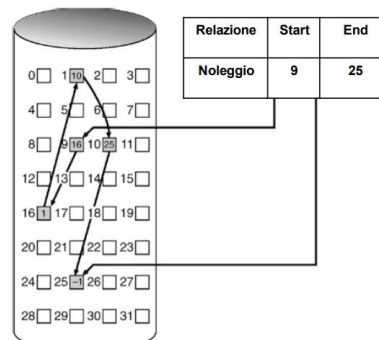 Relazione Start End
Noleggio 9 25
0 1 10 2 3
4 5 6 7
8 9 16 10 25 11
12 13 14 15
16 1 17 18 19
20 21 22 23
24 25 -1 26 27
28 29 30 31